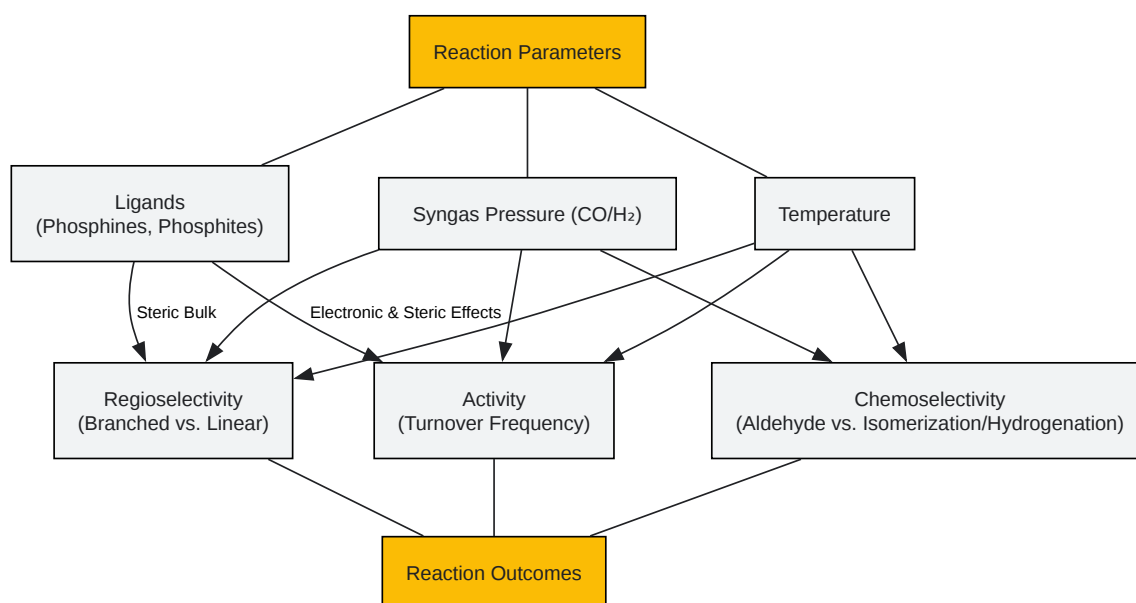 Reaction Parameters
Ligands
(Phosphines, Phosphites)
Syngas Pressure (CO/H₂)
Temperature
Steric Bulk
Electronic & Steric Effects
Regioselectivity
(Branched vs. Linear)
Activity
(Turnover Frequency)
Chemoselectivity
(Aldehyde vs. Isomerization/Hydrogenation)
Reaction Outcomes